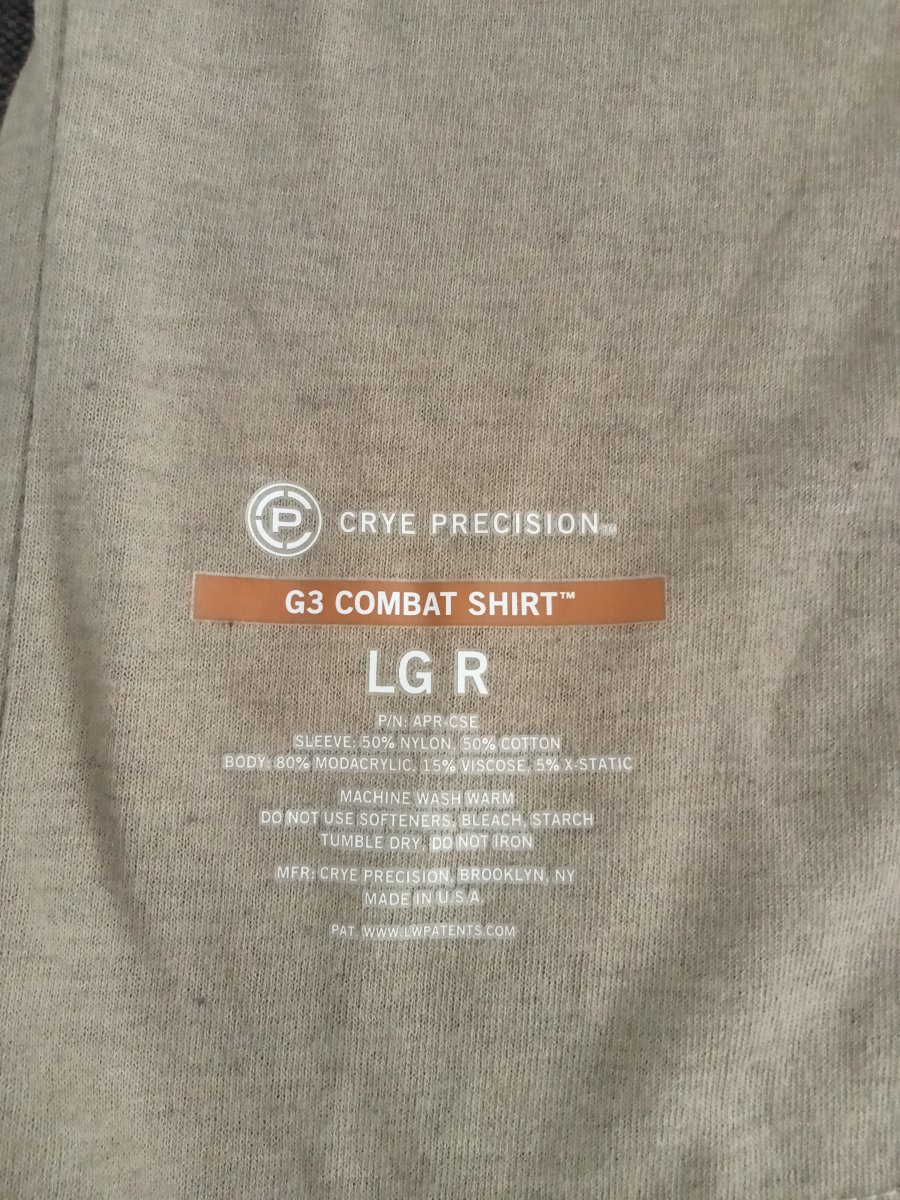 CP CRYE PRECISION™
G3 COMBAT SHIRT™
LG R
P/N: APR-CSE
SLEEVE: 50% NYLON, 50% COTTON
BODY: 80% MODACRYLIC, 15% VISCOSE, 5% X-STATIC
MACHINE WASH WARM
DO NOT USE SOFTENERS, BLEACH, STARCH
TUMBLE DRY, DO NOT IRON
MFR: CRYE PRECISION, BROOKLYN, NY
MADE IN U.S.A.
PAT. WWW.LWPATENTS.COM